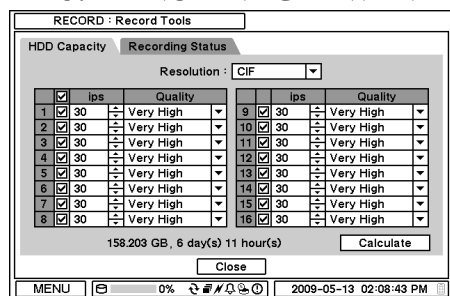 RECORD : Record Tools
HDD Capacity Recording Status
Resolution : CIF
ips Quality ips Quality
1 30 Very High 9 30 Very High
2 30 Very High 10 30 Very High
3 30 Very High 11 30 Very High
4 30 Very High 12 30 Very High
5 30 Very High 13 30 Very High
6 30 Very High 14 30 Very High
7 30 Very High 15 30 Very High
8 30 Very High 16 30 Very High
158.203 GB, 6 day(s) 11 hour(s) Calculate
Close
MENU 0% 2009-05-13 02:08:43 PM